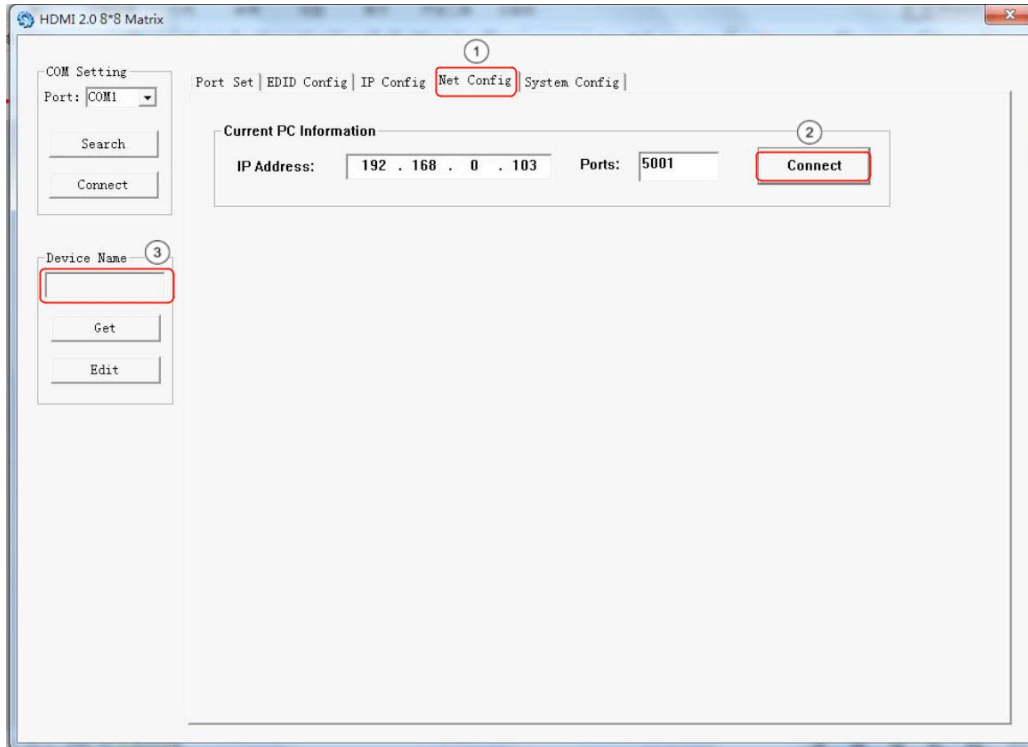 HDMI 2.0 8*8 Matrix
1
COM Setting
Port: COM1
Search
Connect
Port Set EDID Config IP Config Net Config System Config
Current PC Information
2
IP Address: 192 . 168 . 0 . 103 Ports: 5001 Connect
Device Name 3
Get
Edit